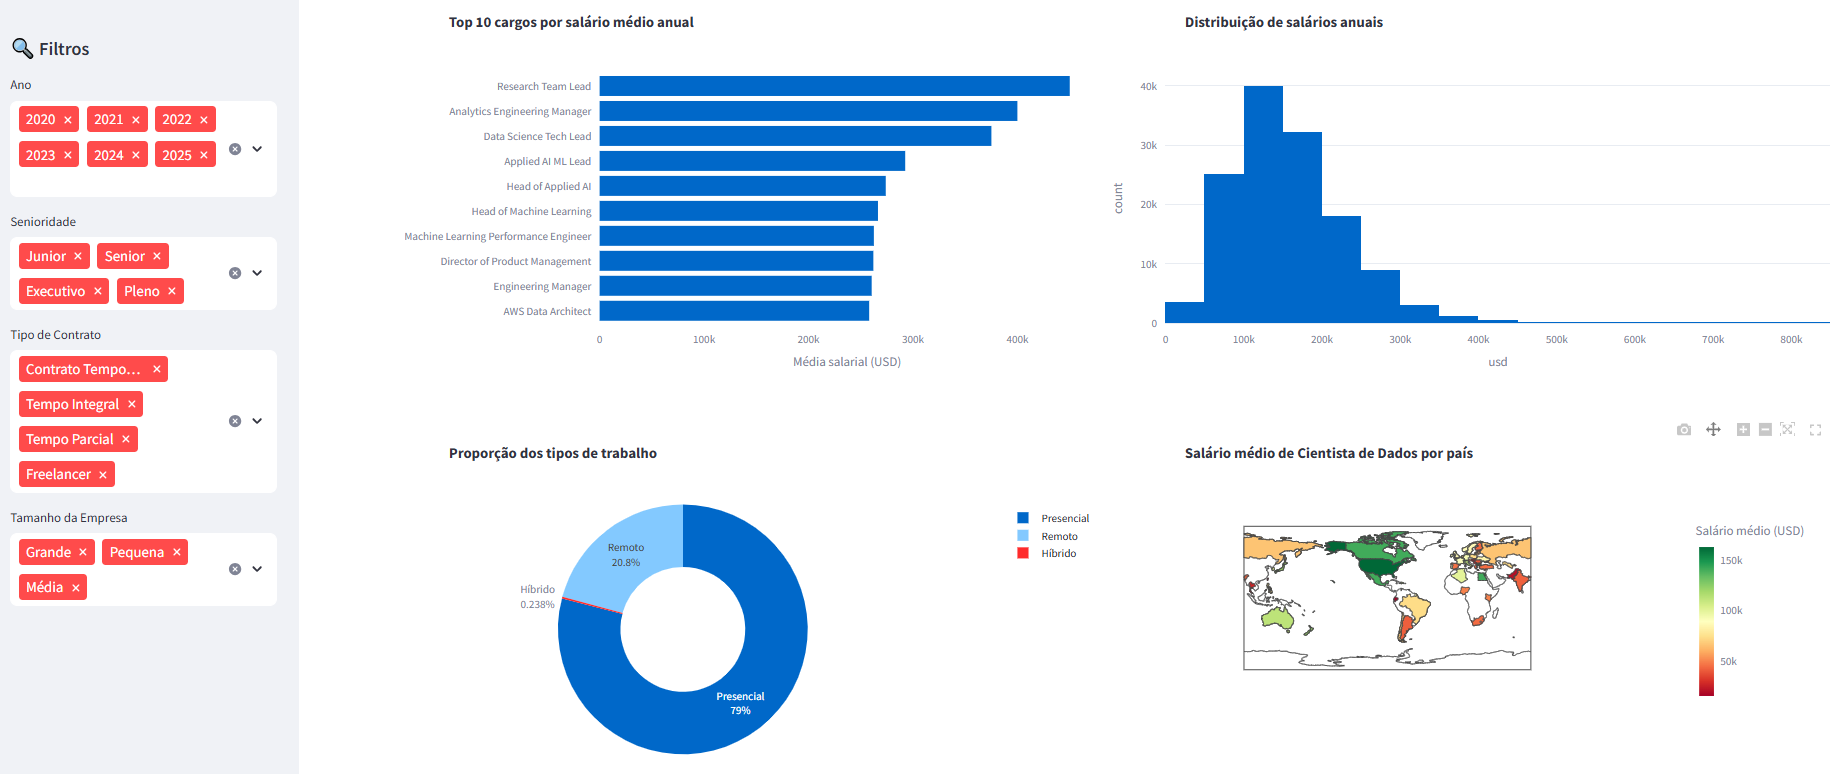 Filtros
Ano
2020 × 2021 × 2022 ×
2023 × 2024 × 2025 ×
Senioridade
Junior × Senior ×
Executivo × Pleno ×
Tipo de Contrato
Contrato Tempo... ×
Tempo Integral ×
Tempo Parcial ×
Freelancer ×
Tamanho da Empresa
Grande × Pequena ×
Média ×
Top 10 cargos por salário médio anual
Research Team Lead
Analytics Engineering Manager
Data Science Tech Lead
Applied AI ML Lead
Head of Applied AI
Head of Machine Learning
Machine Learning Performance Engineer
Director of Product Management
Engineering Manager
AWS Data Architect
0 100k 200k 300k 400k
Média salarial (USD)
Distribuição de salários anuais
40k
30k
20k
10k
0
count
0 100k 200k 300k 400k 500k 600k 700k 800k
usd
Proporção dos tipos de trabalho
Remoto
20.8%
Híbrido
0.238%
Presencial
79%
Presencial
Remoto
Híbrido
Salário médio de Cientista de Dados por país
Salário médio (USD)
150k
100k
50k